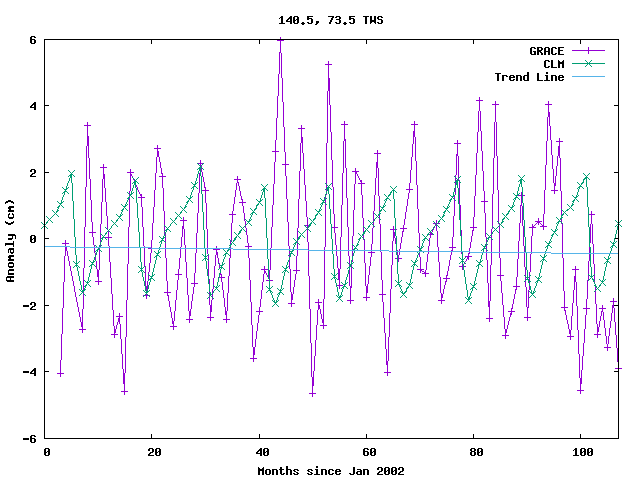 140.5, 73.5 TWS
GRACE
CLM
Trend Line
6
4
2
0
-2
-4
-6
Anomaly (cm)
0 20 40 60 80 100
Months since Jan 2002